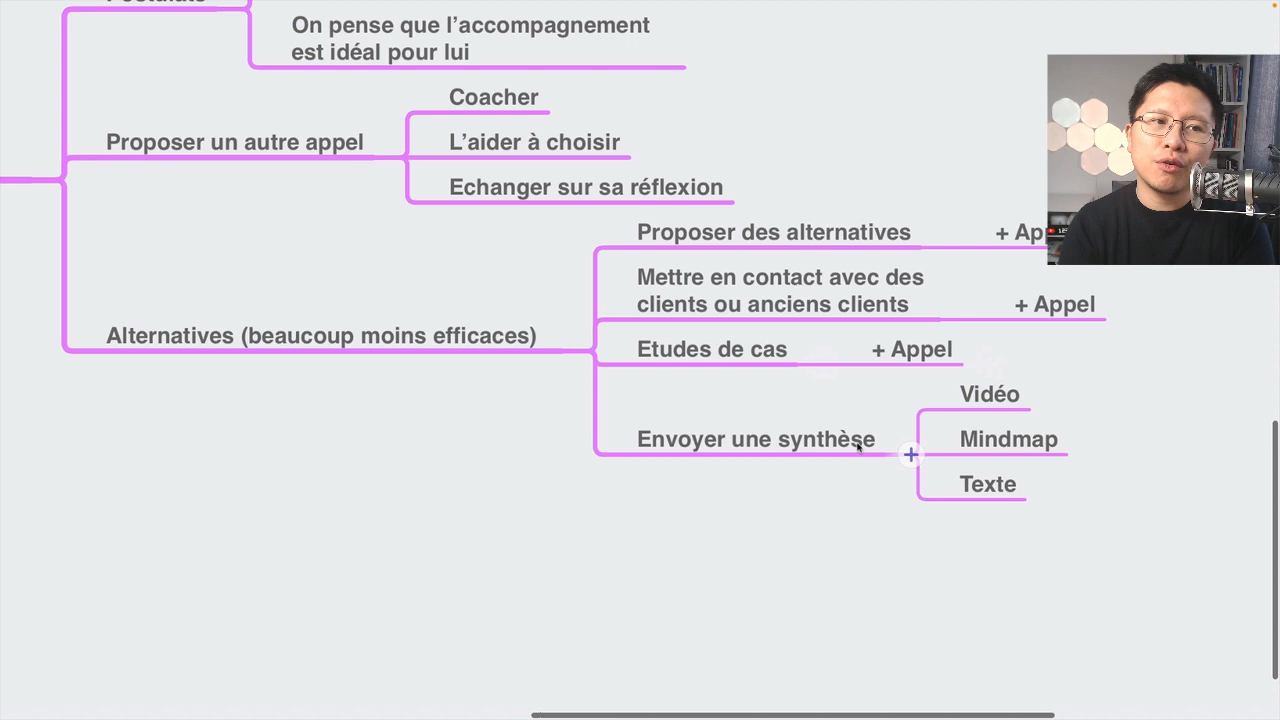 On pense que l’accompagnement
est idéal pour lui
Coacher
Proposer un autre appel
L’aider à choisir
Echanger sur sa réflexion
Proposer des alternatives
Mettre en contact avec des
clients ou anciens clients
+ Appel
Alternatives (beaucoup moins efficaces)
Etudes de cas
+ Appel
Vidéo
Envoyer une synthèse
Mindmap
Texte